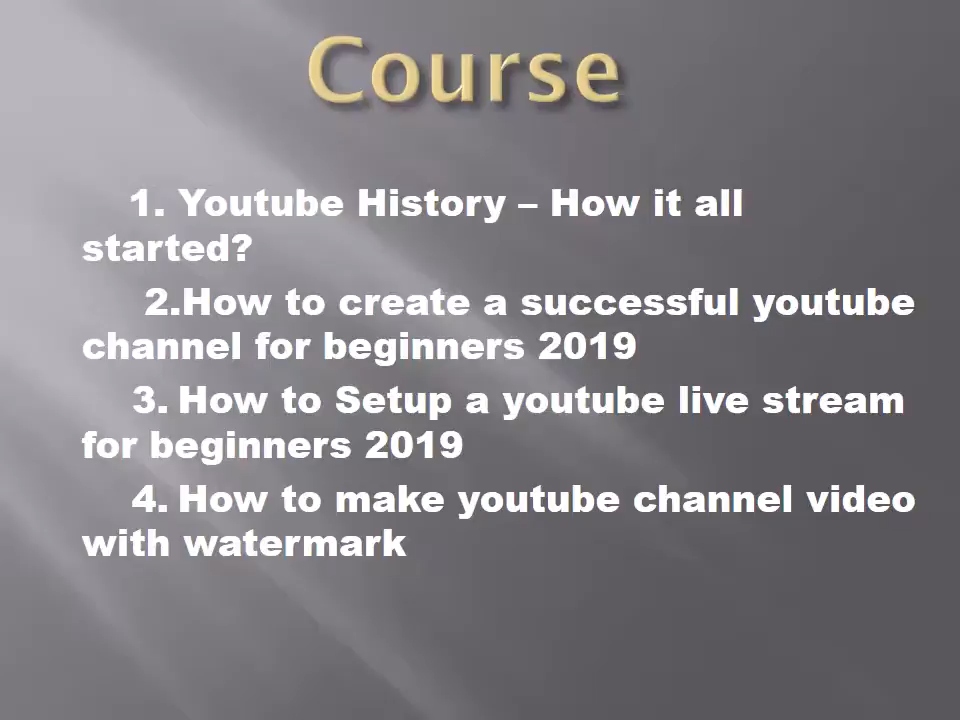 Course
1. Youtube History – How it all
started?
2.How to create a successful youtube
channel for beginners 2019
3. How to Setup a youtube live stream
for beginners 2019
4. How to make youtube channel video
with watermark